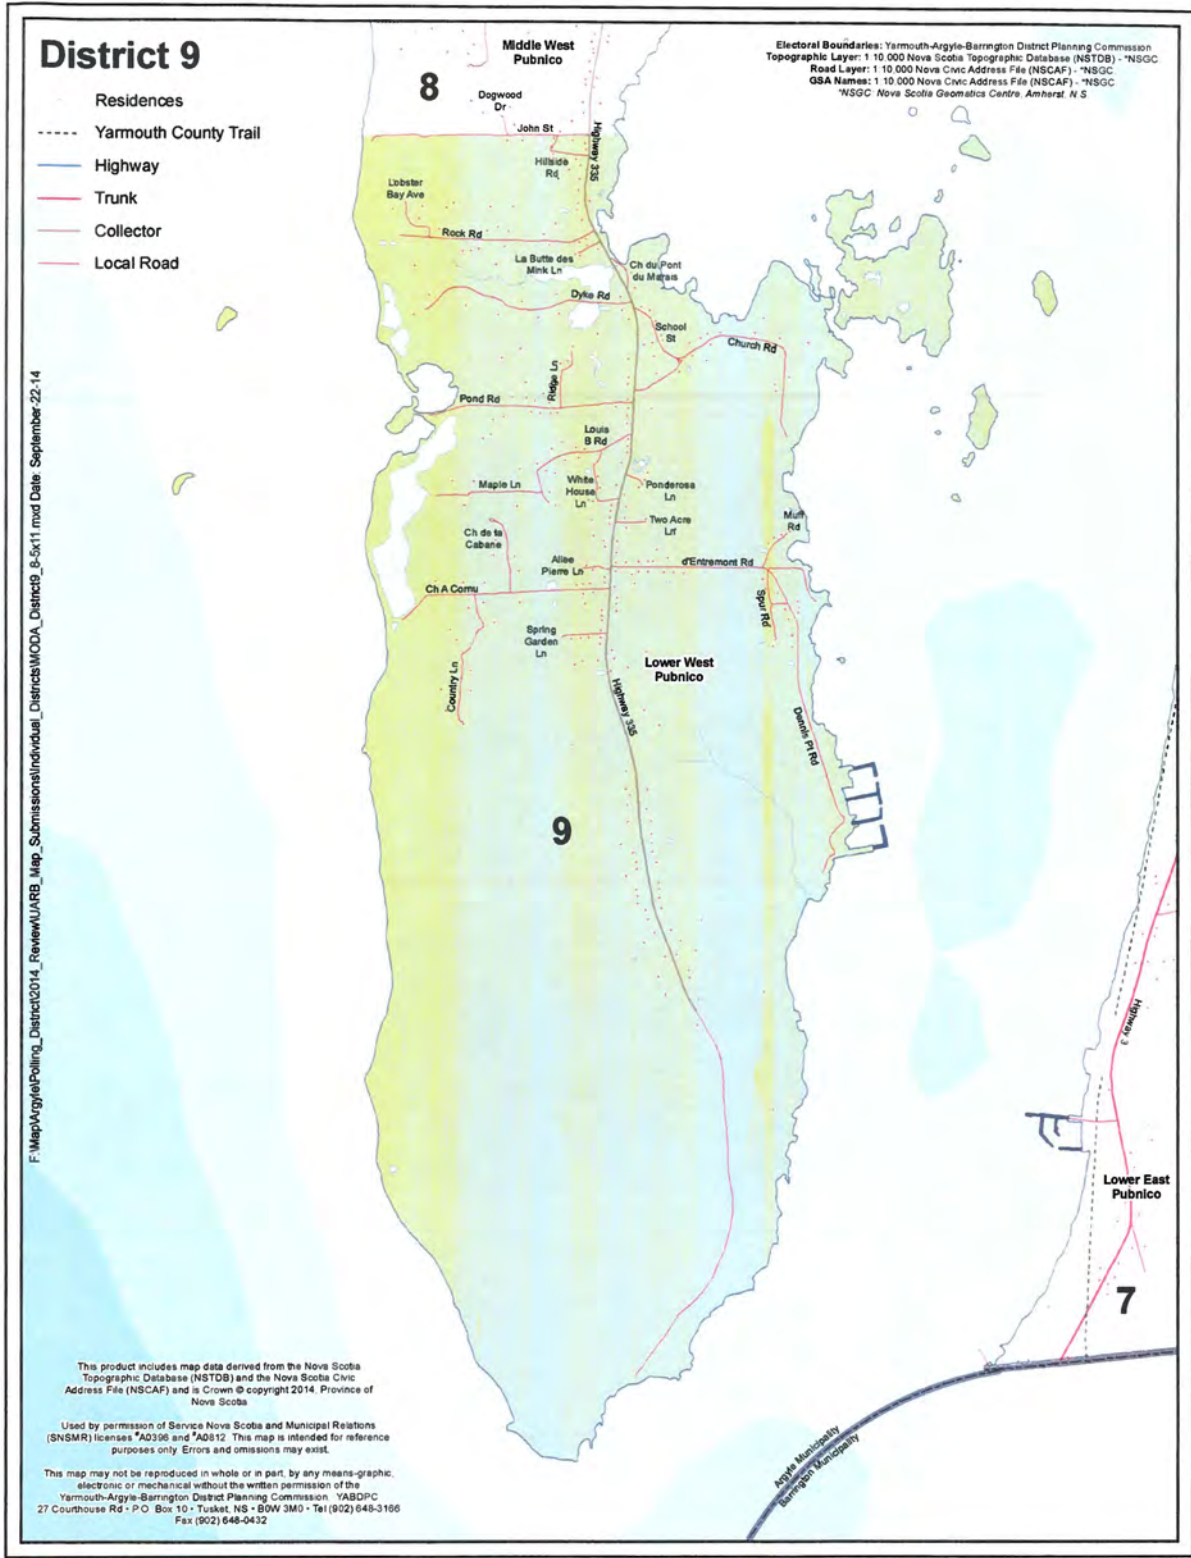 District 9
Residences
Yarmouth County Trail
Highway
Trunk
Collector
Local Road
Middle West
Pubnico
8
Electoral Boundaries: Yarmouth-Argyle-Barrington District Planning Commission
Topographic Layer: 1:10,000 Nova Scotia Topographic Database (NSTDB) - *NSGC
Road Layer: 1:10,000 Nova Civic Address File (NSCAF) - *NSGC
GSA Names: 1:10,000 Nova Civic Address File (NSCAF) - *NSGC
*NSGC: Nova Scotia Geomatics Centre, Amherst, N.S.
Dogwood
Dr
John St
Highway 335
Hillside
Rd
Lobster
Bay Ave
Rock Rd
La Butte des
Mink Ln
Ch du Pont
du Marais
Dyke Rd
School
St
Church Rd
Ridge Ln
Pond Rd
Louis
B Rd
Maple Ln
White
House
Ln
Ponderosa
Ln
Two Acre
Ln
Muff
Rd
Ch de la
Cabane
Allee
Pierre Ln
d'Entremont Rd
Ch A Cornu
Spur Rd
Spring
Garden
Ln
Lower West
Pubnico
Country Ln
Highway 335
Dennis Pt Rd
9
Highway 3
Lower East
Pubnico
7
Argyle Municipality
Barrington Municipality
F:\Map\Argyle\Polling_District\2014_Review\UARB_Map_Submissions\Individual_Districts\MODA_District9_8-5x11.mxd Date: September-22-14
This product includes map data derived from the Nova Scotia
Topographic Database (NSTDB) and the Nova Scotia Civic
Address File (NSCAF) and is Crown © copyright 2014, Province of
Nova Scotia
Used by permission of Service Nova Scotia and Municipal Relations
(SNSMR) licenses #A0396 and #A0812. This map is intended for reference
purposes only. Errors and omissions may exist.
This map may not be reproduced in whole or in part, by any means-graphic,
electronic or mechanical without the written permission of the
Yarmouth-Argyle-Barrington District Planning Commission. YABDPC
27 Courthouse Rd • P.O. Box 10 • Tusket, NS • B0W 3M0 • Tel (902) 648-3166
Fax (902) 648-0432